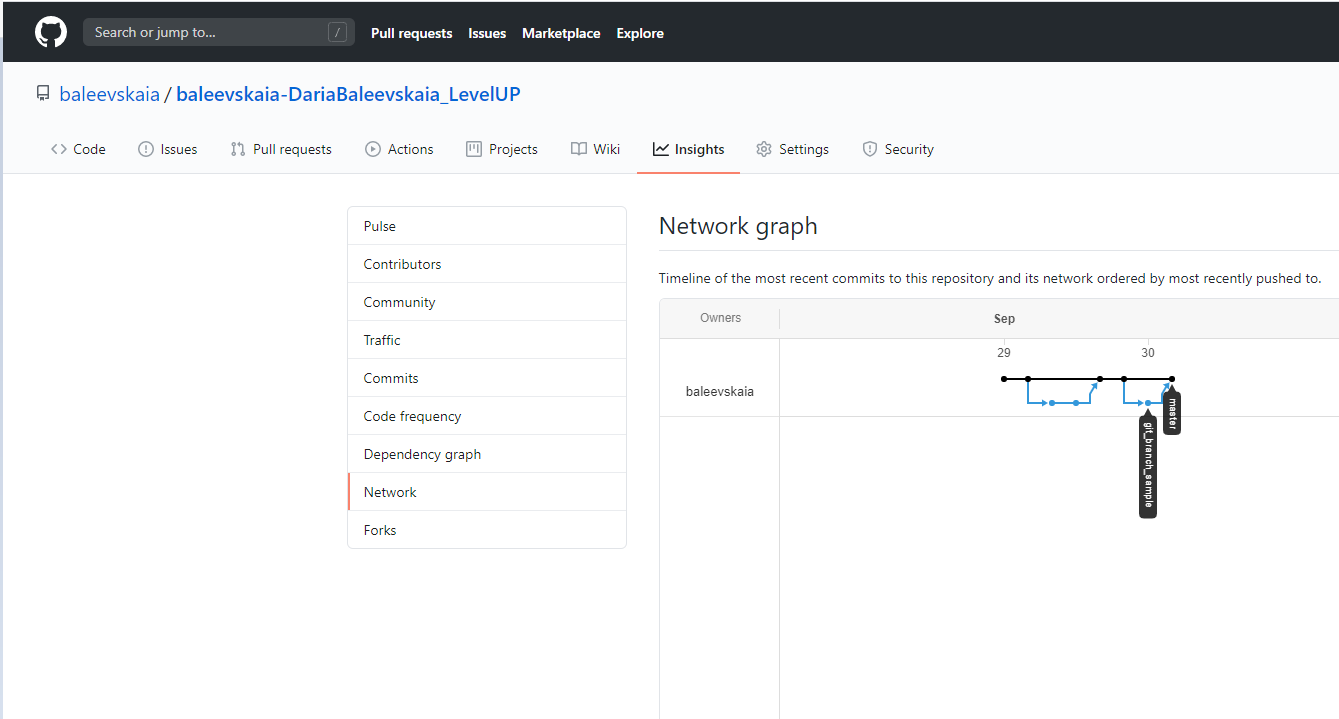 Search or jump to... /
Pull requests Issues Marketplace Explore
baleevskaia / baleevskaia-DariaBaleevskaia_LevelUP
Code Issues Pull requests Actions Projects Wiki Insights Settings Security
Pulse
Contributors
Community
Traffic
Commits
Code frequency
Dependency graph
Network
Forks
Network graph
Timeline of the most recent commits to this repository and its network ordered by most recently pushed to.
Owners Sep
29 30
baleevskaia
master
git_branch_sample